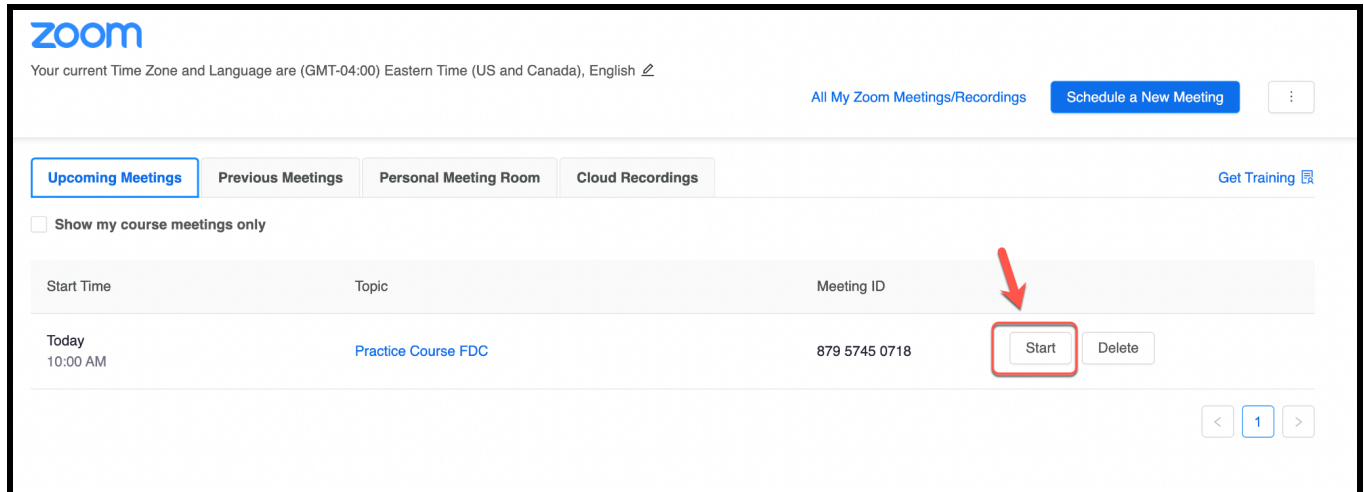 zoom
Your current Time Zone and Language are (GMT-04:00) Eastern Time (US and Canada), English
All My Zoom Meetings/Recordings
Schedule a New Meeting
Upcoming Meetings
Previous Meetings
Personal Meeting Room
Cloud Recordings
Get Training
Show my course meetings only
Start Time
Topic
Meeting ID
Today
10:00 AM
Practice Course FDC
879 5745 0718
Start
Delete
< 1 >